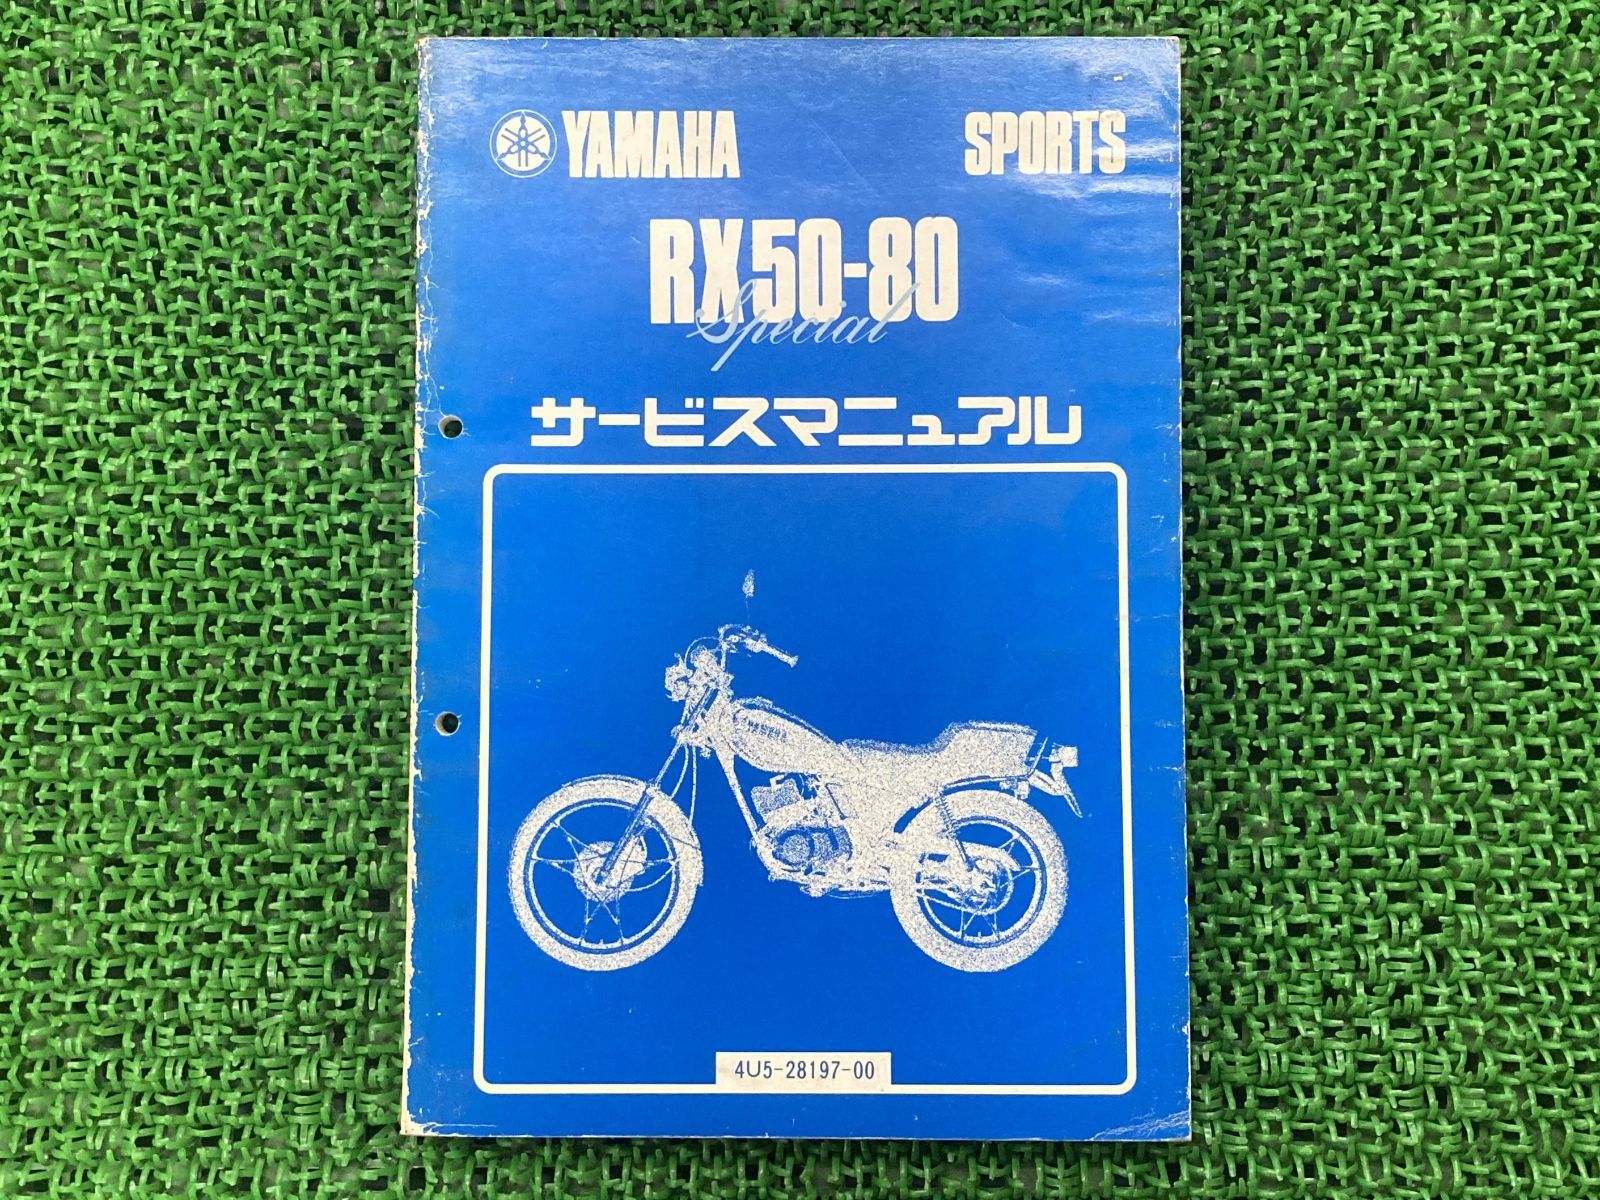 YAMAHA SPORTS
RX50-80
Special
サービスマニュアル
4U5-28197-00